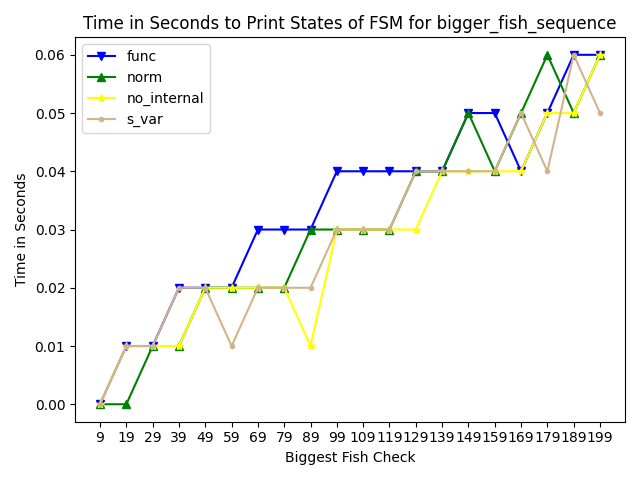 Time in Seconds to Print States of FSM for bigger_fish_sequence
func
norm
no_internal
s_var
0.06
0.05
0.04
0.03
0.02
0.01
0.00
Time in Seconds
9 19 29 39 49 59 69 79 89 99 109 119 129 139 149 159 169 179 189 199
Biggest Fish Check